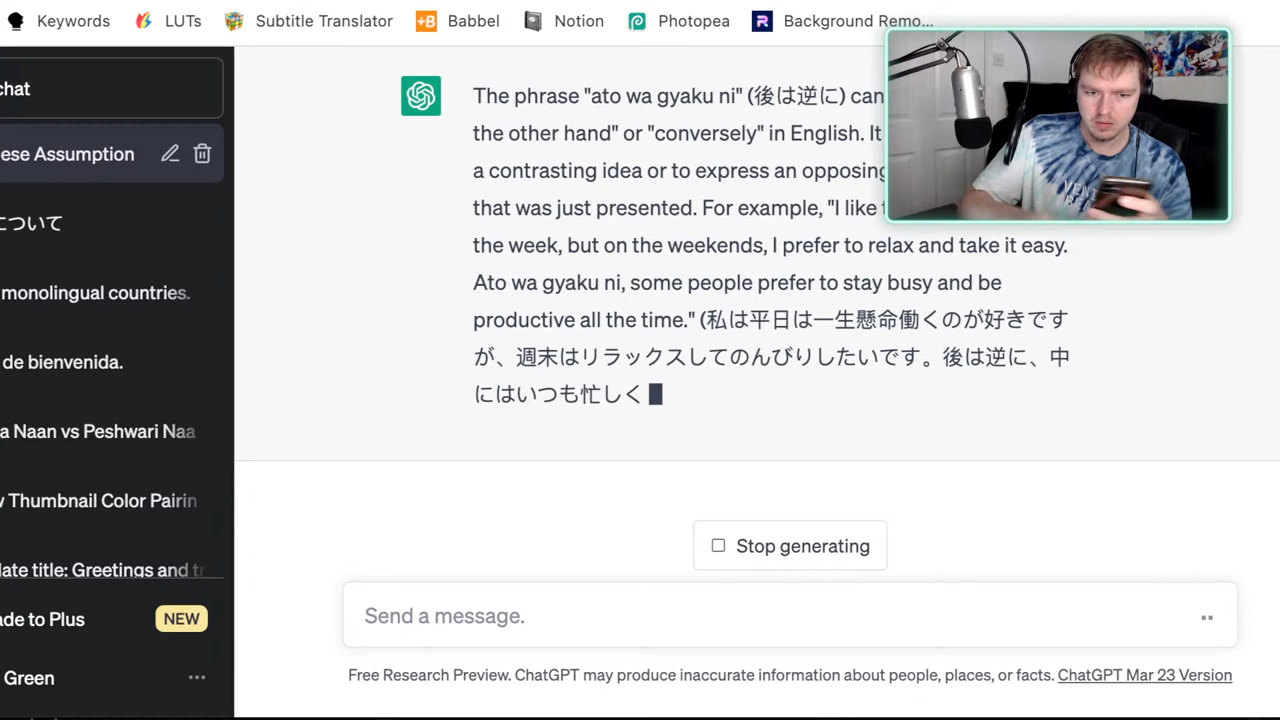 Keywords
LUTs
Subtitle Translator
+B Babbel
Notion
Photopea
R Background Remo...
chat
ese Assumption
について
monolingual countries.
de bienvenida.
a Naan vs Peshwari Naa
v Thumbnail Color Pairin
late title: Greetings and tr
ade to Plus NEW
Green
The phrase "ato wa gyaku ni" (後は逆に) can
the other hand" or "conversely" in English. It
a contrasting idea or to express an opposing
that was just presented. For example, "I like
the week, but on the weekends, I prefer to relax and take it easy.
Ato wa gyaku ni, some people prefer to stay busy and be
productive all the time." (私は平日は一生懸命働くのが好きです
が、週末はリラックスしてのんびりしたいです。後は逆に、中
にはいつも忙しく
Stop generating
Send a message.
Free Research Preview. ChatGPT may produce inaccurate information about people, places, or facts. ChatGPT Mar 23 Version